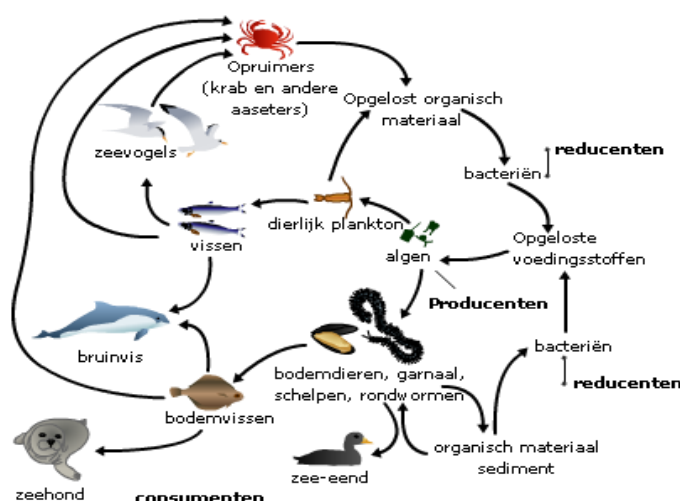 Opruimers
(krab en andere
aaseters)
Opgelost organisch
materiaal
zeevogels
reducenten
bacteriën
dierlijk plankton
vissen
algen
Opgeloste
voedingsstoffen
Producenten
bruinvis
bacteriën
bodemdieren, garnaal,
schelpen, rondwormen
reducenten
bodemvissen
organisch materiaal
sediment
zee-eend
zeehond
consumenten